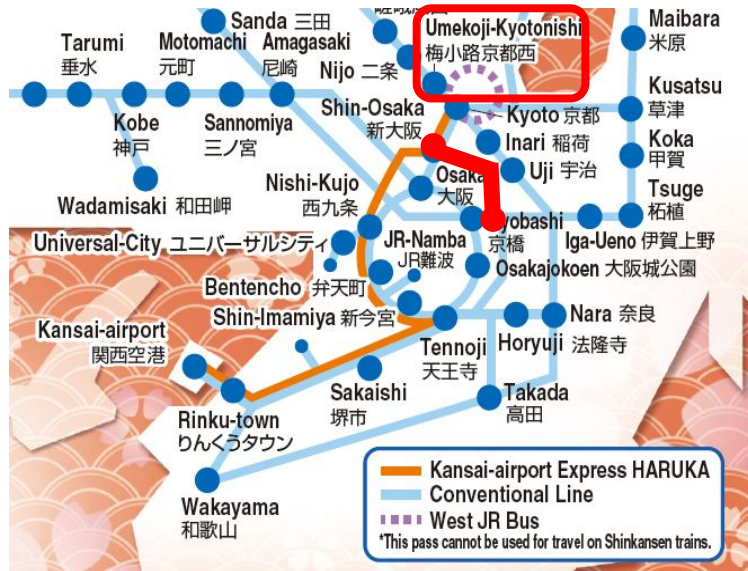 Sanda 三田
Umekoji-Kyotonishi
梅小路京都西
Maibara
米原
Tarumi
垂水
Motomachi
元町
Amagasaki
尼崎
Nijo 二条
Kusatsu
草津
Shin-Osaka
新大阪
Kyoto 京都
Kobe
神戸
Sannomiya
三ノ宮
Inari 稲荷
Koka
甲賀
Uji 宇治
Osaka
大阪
Nishi-Kujo
西九条
Tsuge
柘植
Wadamisaki 和田岬
yobashi
京橋
Iga-Ueno 伊賀上野
Universal-City ユニバーサルシティ
JR-Namba
JR難波
Osakajokoen 大阪城公園
Bentencho 弁天町
Shin-Imamiya 新今宮
Nara 奈良
Kansai-airport
関西空港
Tennoji
天王寺
Horyuji 法隆寺
Sakaishi
堺市
Takada
高田
Rinku-town
りんくうタウン
Wakayama
和歌山
Kansai-airport Express HARUKA
Conventional Line
West JR Bus
*This pass cannot be used for travel on Shinkansen trains.